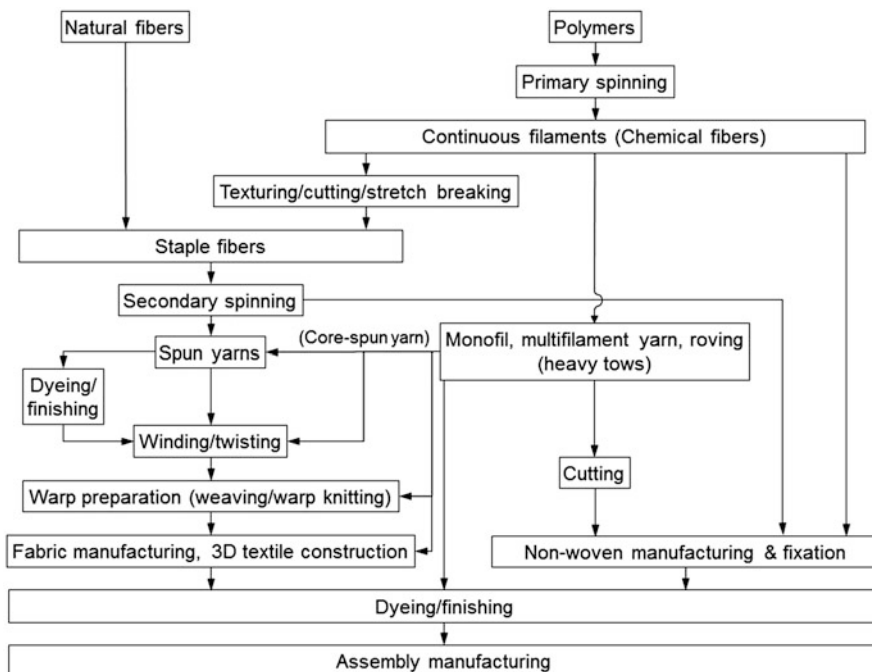 Natural fibers
Polymers
Primary spinning
Continuous filaments (Chemical fibers)
Texturing/cutting/stretch breaking
Staple fibers
Secondary spinning
(Core-spun yarn)
Monofil, multifilament yarn, roving
(heavy tows)
Spun yarns
Dyeing/
finishing
Winding/twisting
Cutting
Warp preparation (weaving/warp knitting)
Fabric manufacturing, 3D textile construction
Non-woven manufacturing & fixation
Dyeing/finishing
Assembly manufacturing